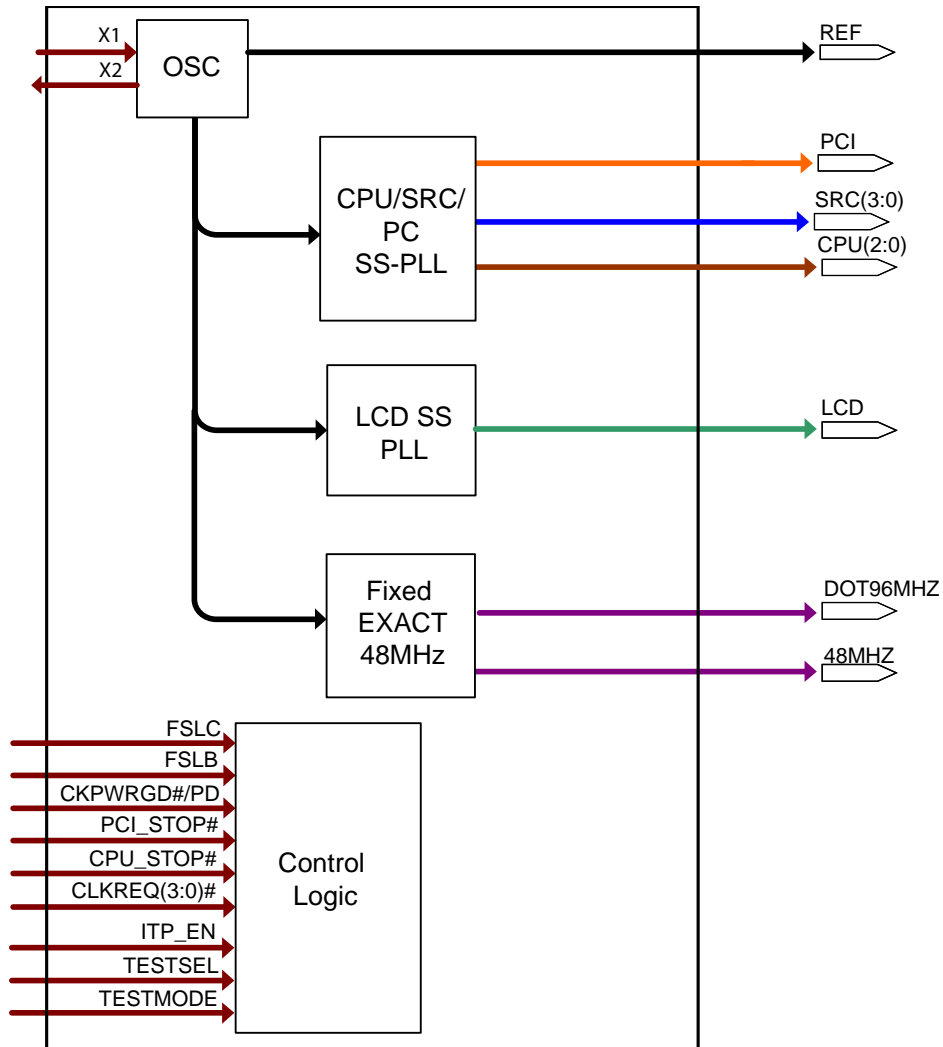 X1
X2
OSC
REF
CPU/SRC/
PC
SS-PLL
PCI
SRC(3:0)
CPU(2:0)
LCD SS
PLL
LCD
Fixed
EXACT
48MHz
DOT96MHZ
48MHZ
FSLC
FSLB
CKPWRGD#/PD
PCI_STOP#
CPU_STOP#
CLKREQ(3:0)#
ITP_EN
TESTSEL
TESTMODE
Control
Logic